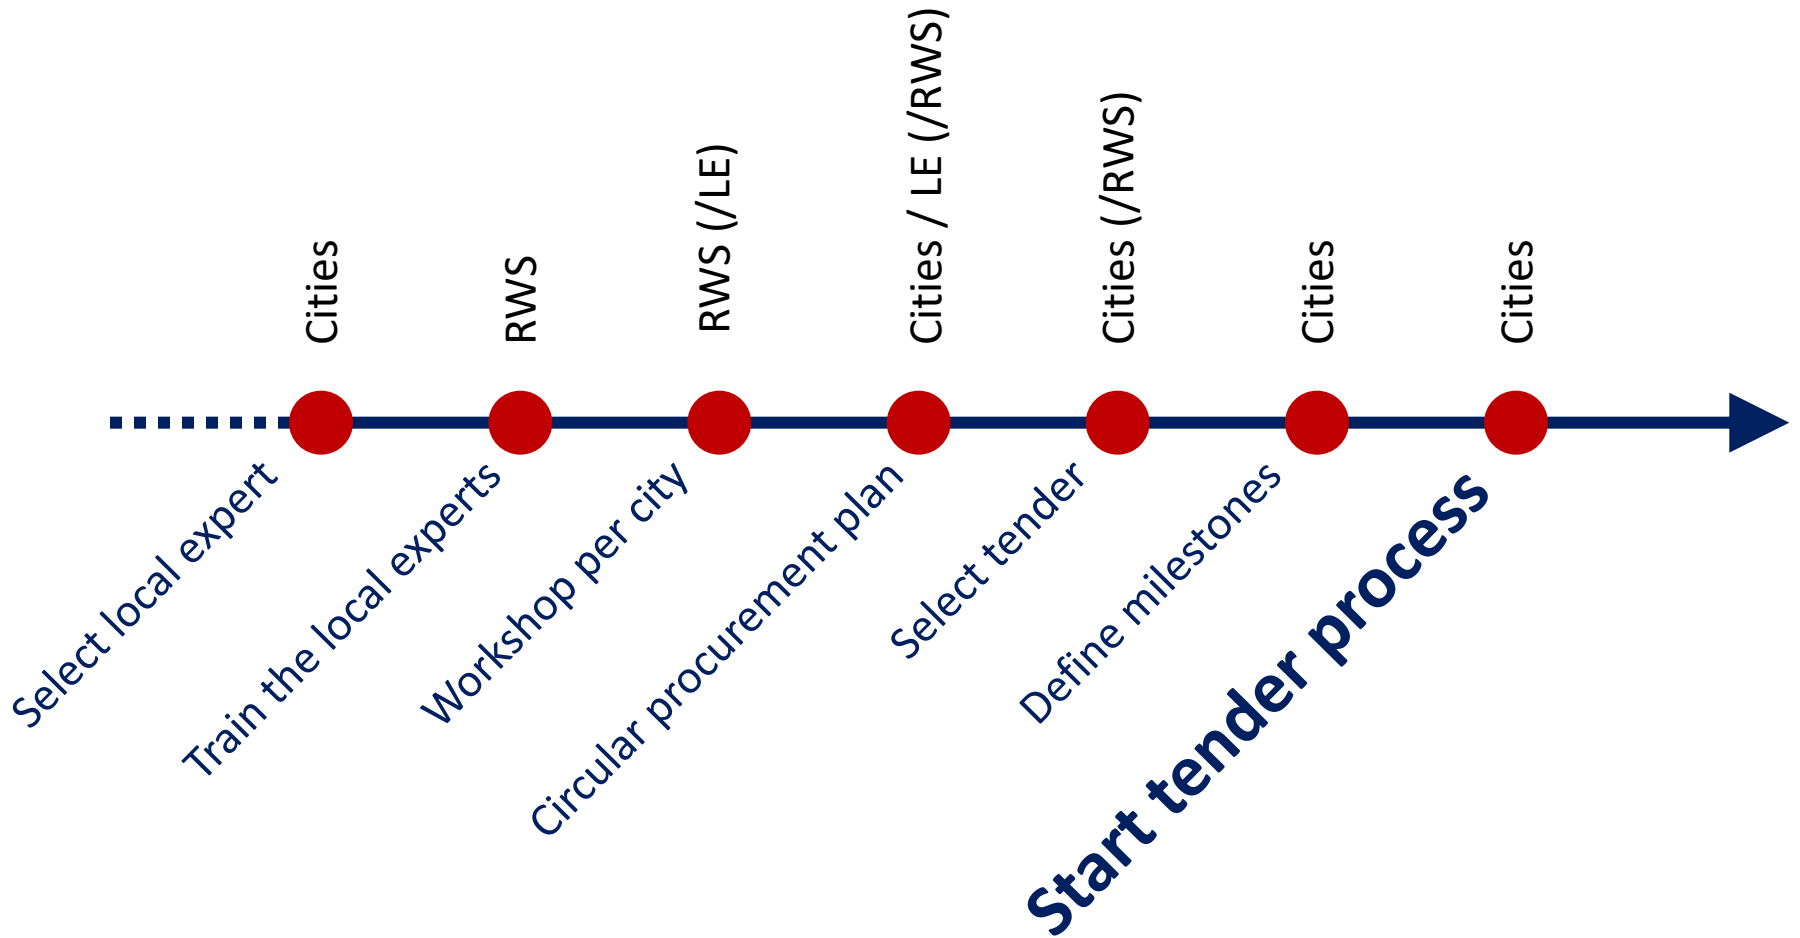 Cities
RWS
RWS (/LE)
Cities / LE (/RWS)
Cities (/RWS)
Cities
Cities
Select local expert
Train the local experts
Workshop per city
Circular procurement plan
Select tender
Define milestones
Start tender process